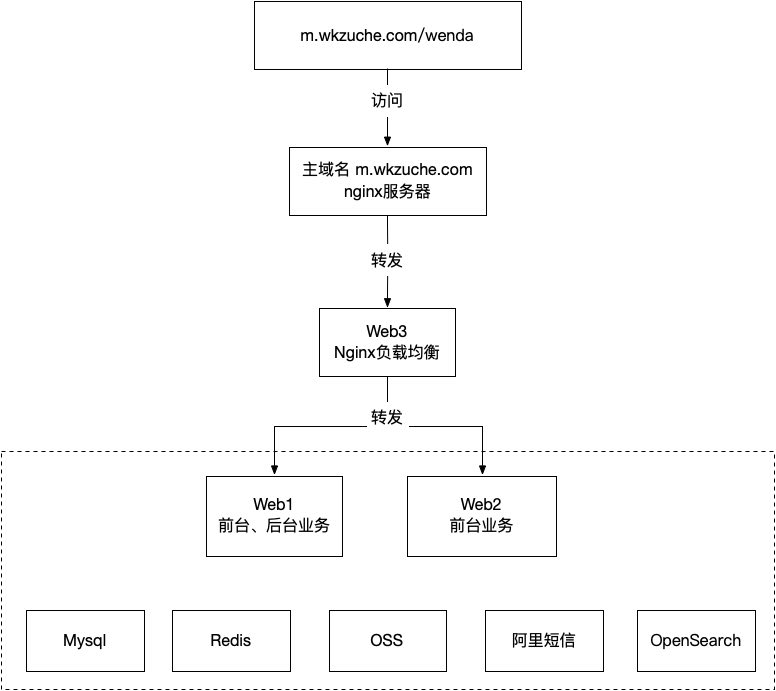 m.wkzuche.com/wenda
访问
主域名 m.wkzuche.com
nginx服务器
转发
Web3
Nginx负载均衡
转发
Web1
前台、后台业务
Web2
前台业务
Mysql
Redis
OSS
阿里短信
OpenSearch